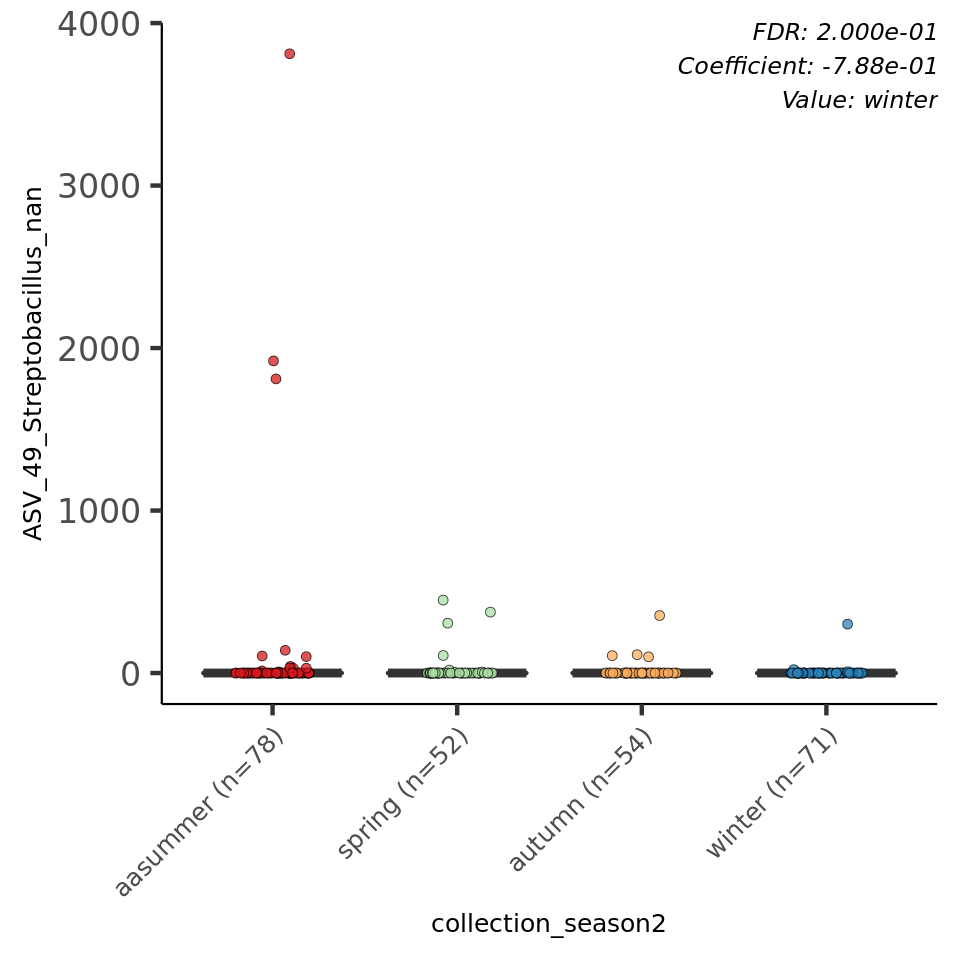 FDR: 2.000e-01
Coefficient: -7.88e-01
Value: winter
ASV_49_Streptobacillus_nan
4000
3000
2000
1000
0
aasummer (n=78)
spring (n=52)
autumn (n=54)
winter (n=71)
collection_season2